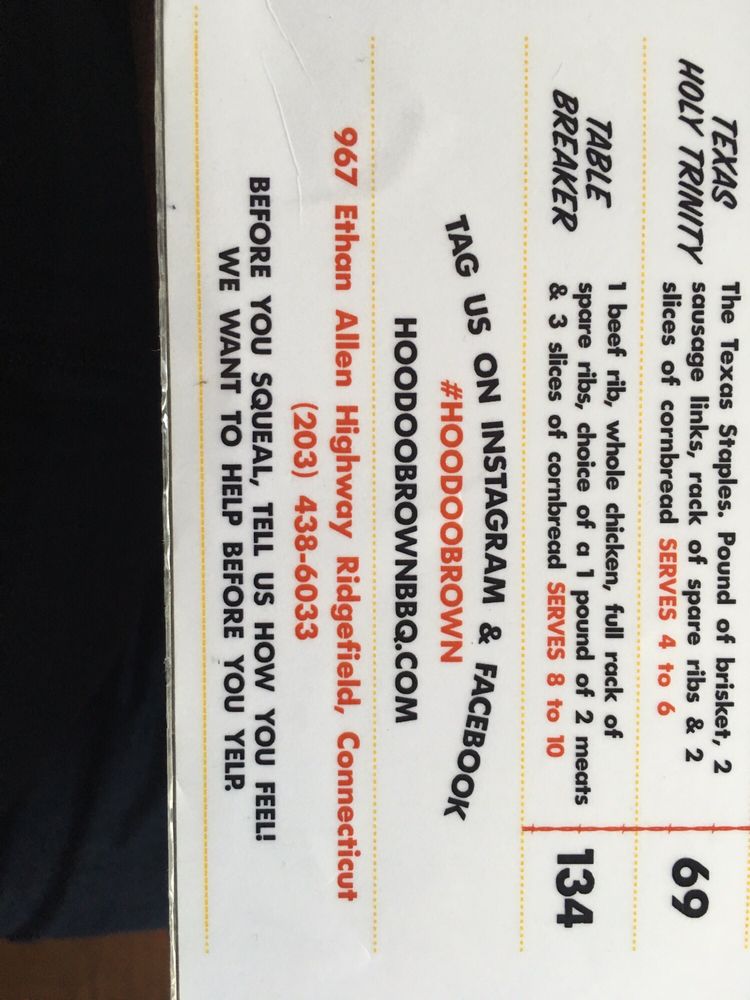 TEXAS
HOLY TRINITY
The Texas Staples. Pound of brisket, 2
sausage links, rack of spare ribs & 2
slices of cornbread SERVES 4 to 6
69
TABLE
BREAKER
1 beef rib, whole chicken, full rack of
spare ribs, choice of a 1 pound of 2 meats
& 3 slices of cornbread SERVES 8 to 10
134
TAG US ON INSTAGRAM & FACEBOOK
#HOODOOBROWN
HOODOOBROWNBBQ.COM
967 Ethan Allen Highway Ridgefield, Connecticut
(203) 438-6033
BEFORE YOU SQUEAL, TELL US HOW YOU FEEL!
WE WANT TO HELP BEFORE YOU YELP.